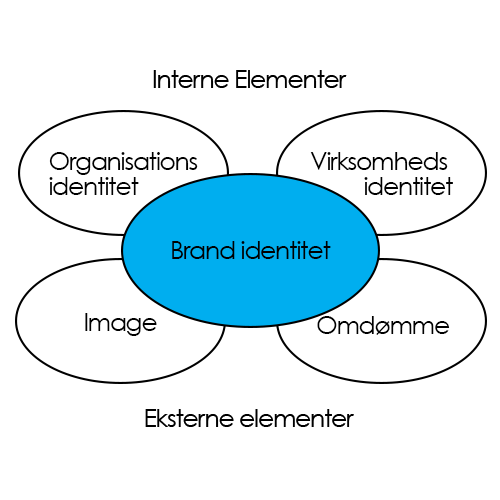 Interne Elementer
Organisations
identitet
Virksomheds
identitet
Brand identitet
Image
Omdømme
Eksterne elementer